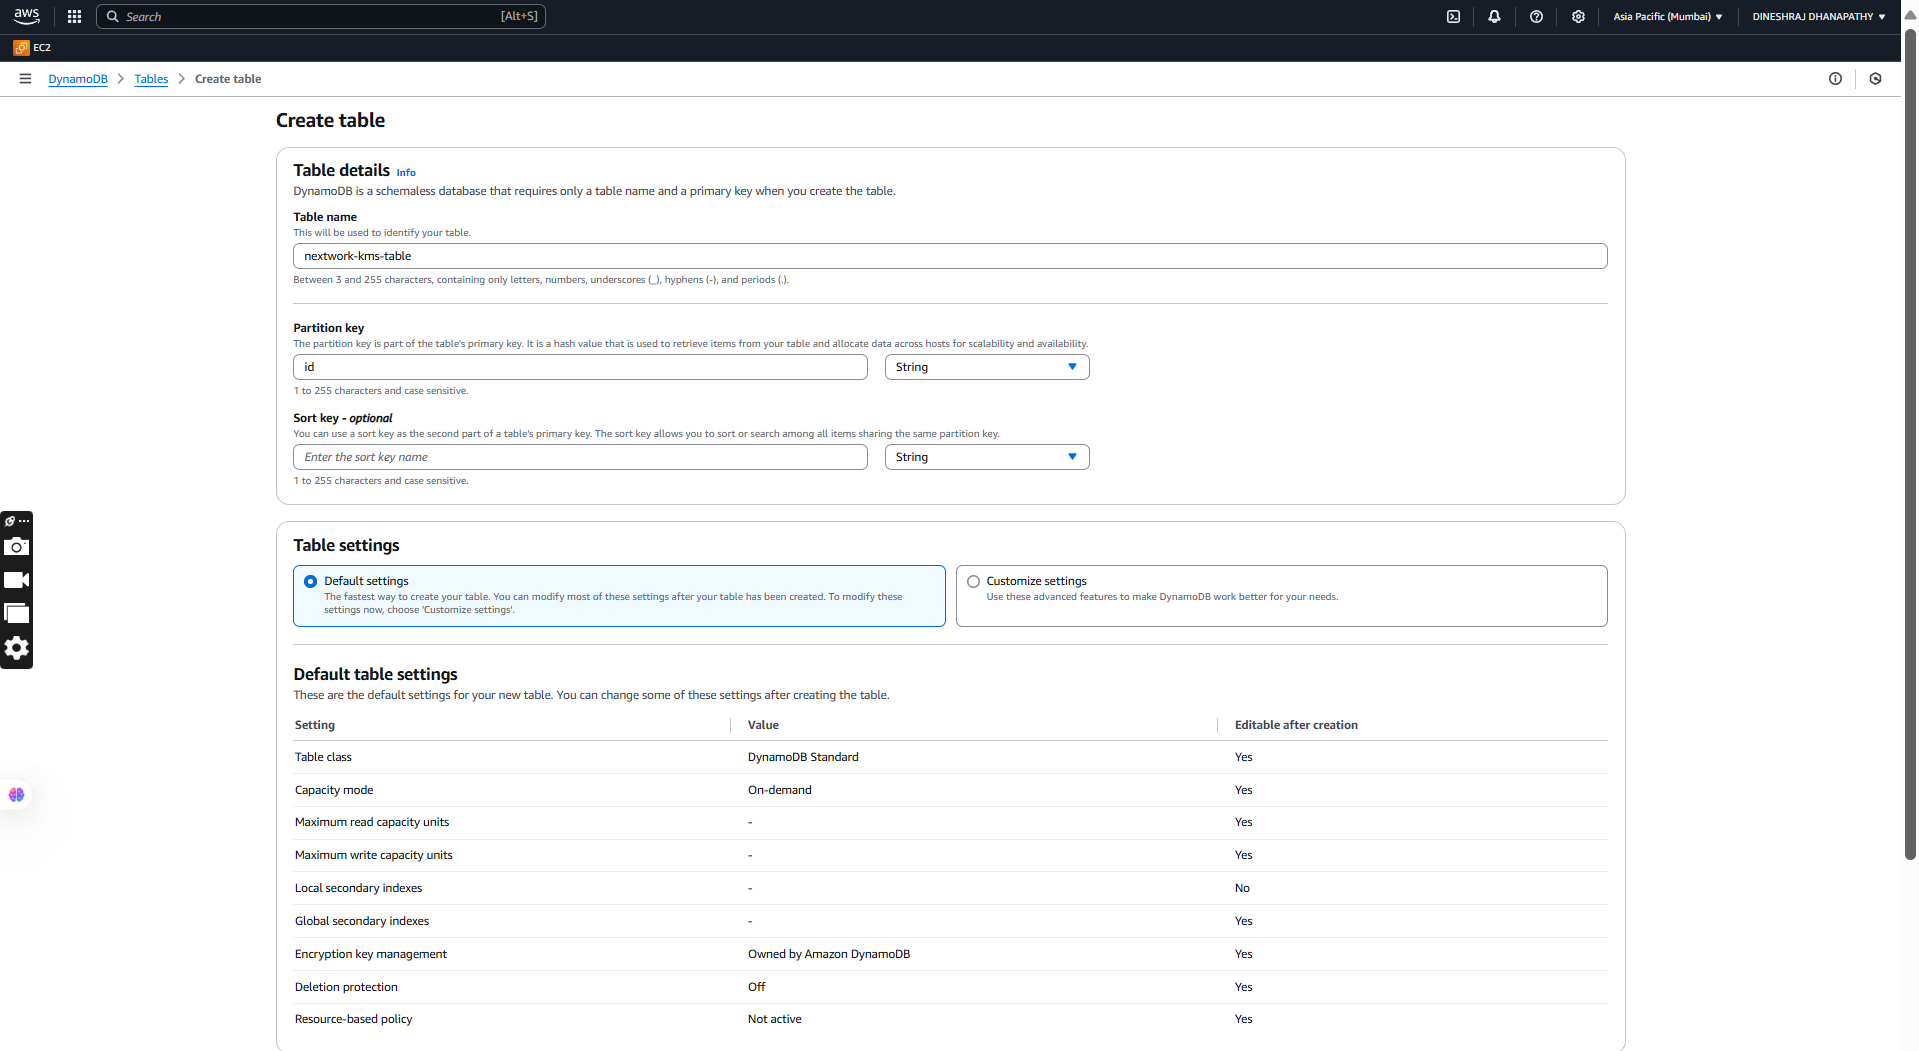 aws
Search [Alt+S]
Asia Pacific (Mumbai)
DINESHRAJ DHANAPATHY
EC2
DynamoDB
Tables
Create table
Create table
Table details Info
DynamoDB is a schemaless database that requires only a table name and a primary key when you create the table.
Table name
This will be used to identify your table.
nextwork-kms-table
Between 3 and 255 characters, containing only letters, numbers, underscores (_), hyphens (-), and periods (.).
Partition key
The partition key is part of the table's primary key. It is a hash value that is used to retrieve items from your table and allocate data across hosts for scalability and availability.
id String
1 to 255 characters and case sensitive.
Sort key - optional
You can use a sort key as the second part of a table's primary key. The sort key allows you to sort or search among all items sharing the same partition key.
Enter the sort key name String
1 to 255 characters and case sensitive.
Table settings
Default settings
The fastest way to create your table. You can modify most of these settings after your table has been created. To modify these
settings now, choose 'Customize settings'.
Customize settings
Use these advanced features to make DynamoDB work better for your needs.
Default table settings
These are the default settings for your new table. You can change some of these settings after creating the table.
Setting Value Editable after creation
Table class DynamoDB Standard Yes
Capacity mode On-demand Yes
Maximum read capacity units - Yes
Maximum write capacity units - Yes
Local secondary indexes - No
Global secondary indexes - Yes
Encryption key management Owned by Amazon DynamoDB Yes
Deletion protection Off Yes
Resource-based policy Not active Yes